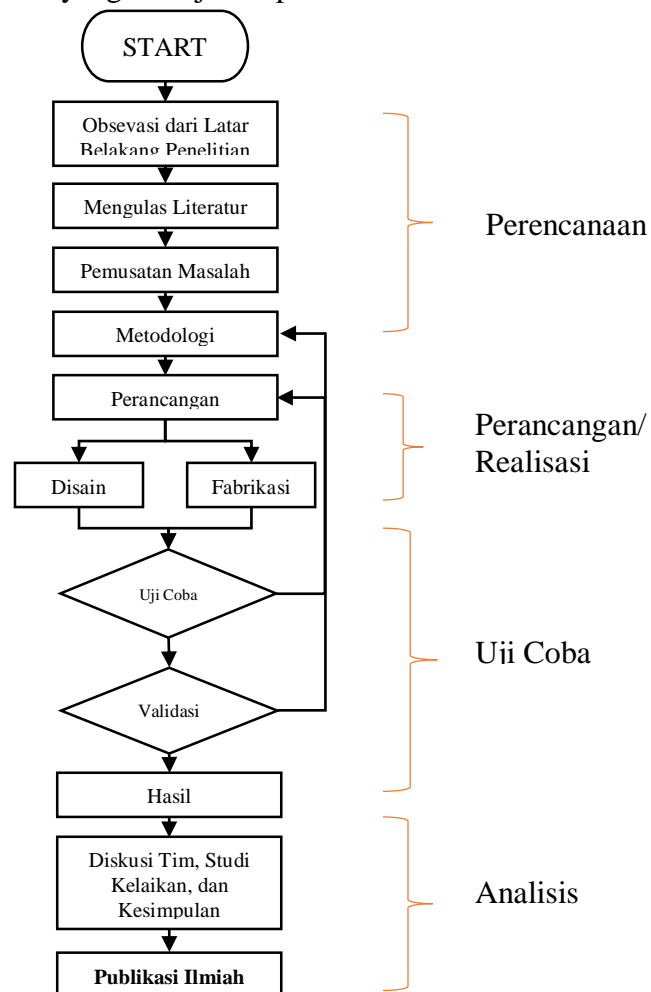 START
Obsevasi dari Latar
Belakang Penelitian
Mengulas Literatur
Perencanaan
Pemusatan Masalah
Metodologi
Perancangan
Perancangan/
Realisasi
Disain
Fabrikasi
Uji Coba
Uji Coba
Validasi
Hasil
Diskusi Tim, Studi
Kelaikan, dan
Kesimpulan
Analisis
Publikasi Ilmiah